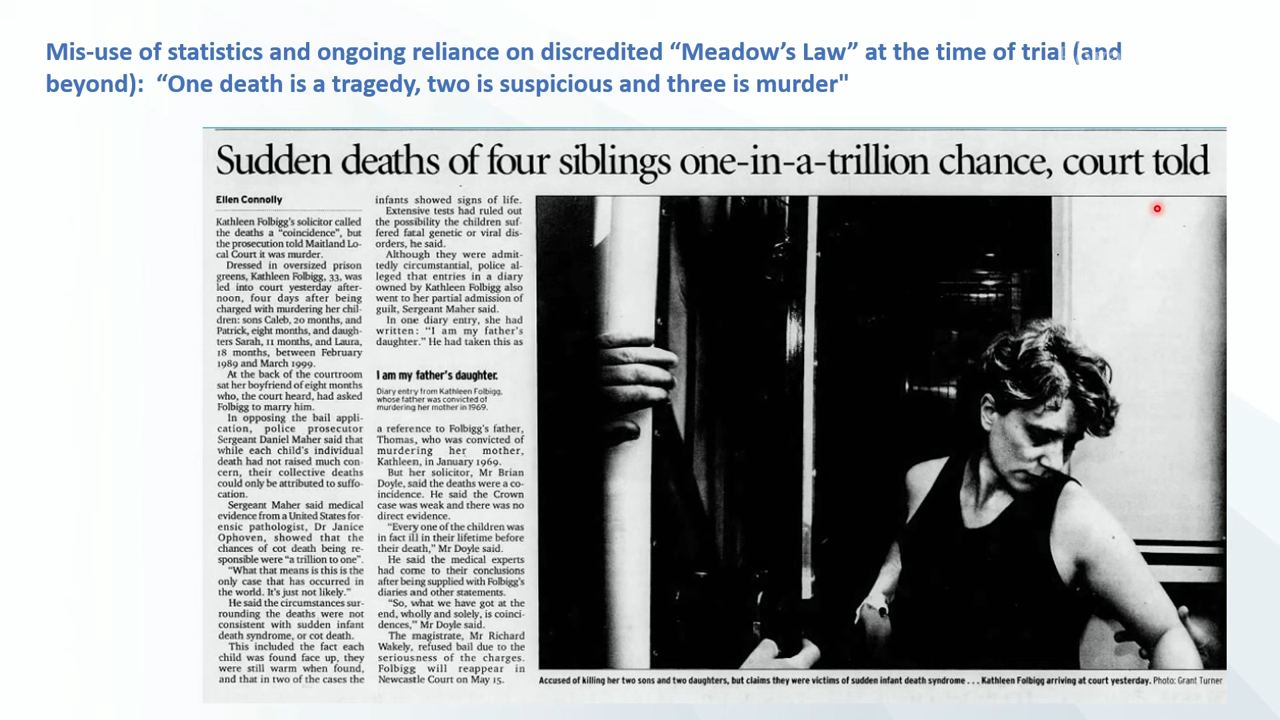 Mis-use of statistics and ongoing reliance on discredited “Meadow’s Law” at the time of trial (and
beyond):  “One death is a tragedy, two is suspicious and three is murder"
Sudden deaths of four siblings one-in-a-trillion chance, court told
Ellen Connolly
Kathleen Folbigg's solicitor called
the deaths a “coincidence”, but
the prosecution told Maitland Lo-
cal Court it was murder.
Dressed in oversized prison
greens, Kathleen Folbigg, 33, was
led into court yesterday after-
noon, four days after being
charged with murdering her chil-
dren: sons Caleb, 20 months, and
Patrick, eight months, and daugh-
ters Sarah, 11 months, and Laura,
18 months, between February
1989 and March 1999.
At the back of the courtroom
sat her boyfriend of eight months
who, the court heard, had asked
Folbigg to marry him.
In opposing the bail appli-
cation, police prosecutor
Sergeant Daniel Maher said that
while each child's individual
death had not raised much con-
cern, their collective deaths
could only be attributed to suffo-
cation.
Sergeant Maher said medical
evidence from a United States for-
ensic pathologist, Dr Janice
Ophoven, showed that the
chances of cot death being re-
sponsible were “a trillion to one”.
“What that means is this is the
only case that has occurred in
the world. It's just not likely.”
He said the circumstances sur-
rounding the deaths were not
consistent with sudden infant
death syndrome, or cot death.
This included the fact each
child was found face up, they
were still warm when found,
and that in two of the cases the
infants showed signs of life.
Extensive tests had ruled out
the possibility the children suf-
fered fatal genetic or viral dis-
orders, he said.
Although they were admit-
tedly circumstantial, police al-
leged that entries in a diary
owned by Kathleen Folbigg also
went to her partial admission of
guilt, Sergeant Maher said.
In one diary entry, she had
written: “I am my father's
daughter.” He had taken this as
I am my father's daughter.
Diary entry from Kathleen Folbigg,
whose father was convicted of
murdering her mother in 1969.
a reference to Folbigg's father,
Thomas, who was convicted of
murdering her mother,
Kathleen, in January 1969.
But her solicitor, Mr Brian
Doyle, said the deaths were a co-
incidence. He said the Crown
case was weak and there was no
direct evidence.
“Every one of the children was
in fact ill in their lifetime before
their death,” Mr Doyle said.
He said the medical experts
had come to their conclusions
after being supplied with Folbigg's
diaries and other statements.
“So, what we have got at the
end, wholly and solely, is coinci-
dences,” Mr Doyle said.
The magistrate, Mr Richard
Wakely, refused bail due to the
seriousness of the charges.
Folbigg will reappear in
Newcastle Court on May 15.
Accused of killing her two sons and two daughters, but claims they were victims of sudden infant death syndrome . . . Kathleen Folbigg arriving at court yesterday. Photo: Grant Turner